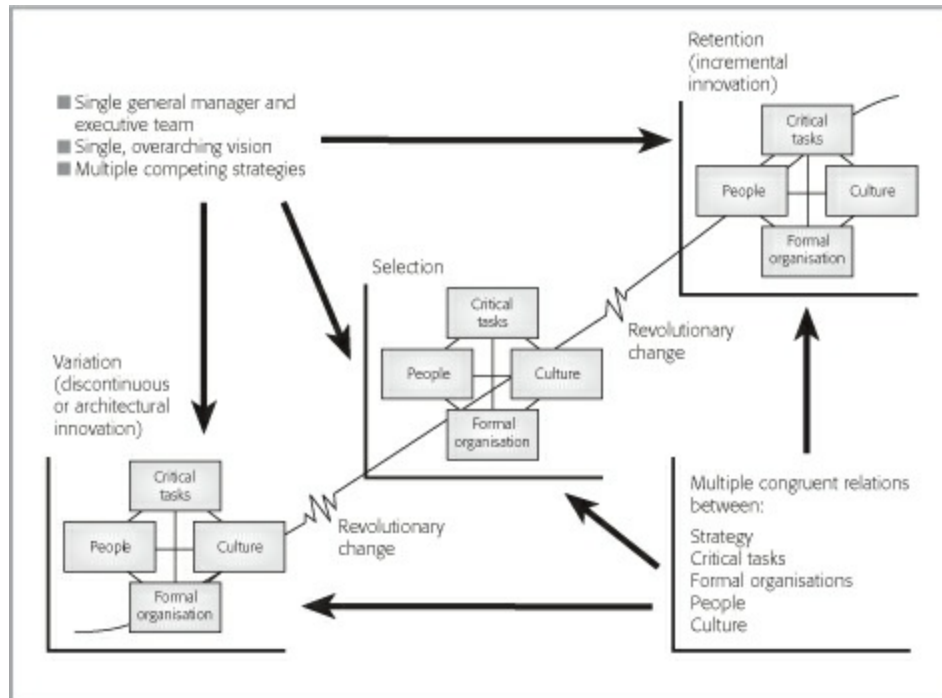 Retention
(incremental
innovation)
■ Single general manager and
executive team
■ Single, overarching vision
■ Multiple competing strategies
Critical
tasks
People
Culture
Formal
organisation
Selection
Critical
tasks
People
Culture
Formal
organisation
Revolutionary
change
Variation
(discontinuous
or architectural
innovation)
Critical
tasks
People
Culture
Formal
organisation
Revolutionary
change
Multiple congruent relations
between:
Strategy
Critical tasks
Formal organisations
People
Culture